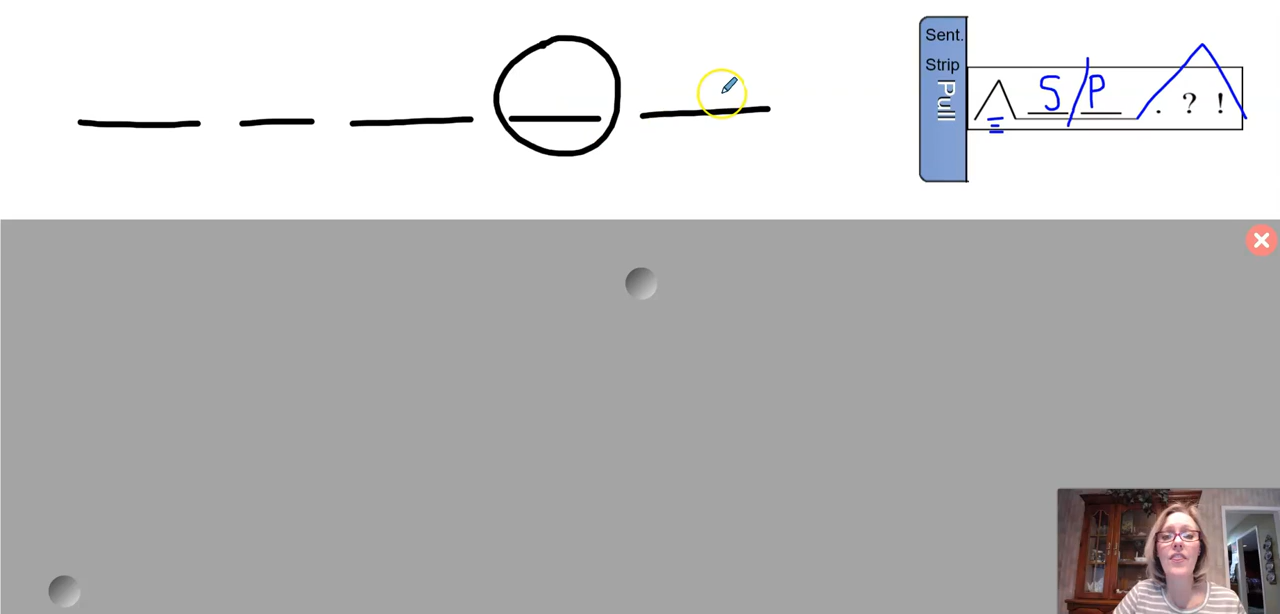 Sent.
Strip
Pull
S/P . ? !